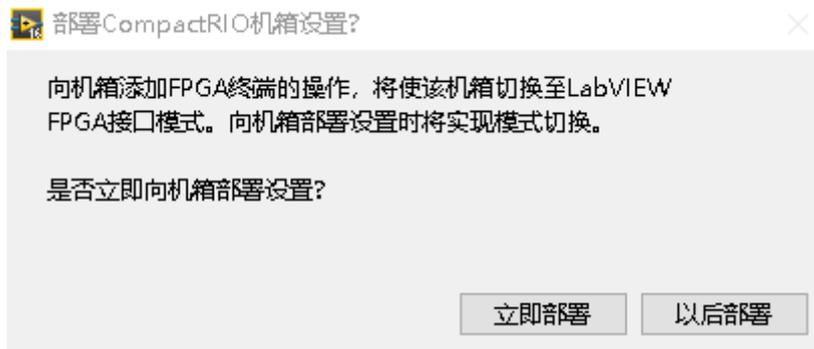 部署CompactRIO机箱设置?
向机箱添加FPGA终端的操作，将使该机箱切换至LabVIEW
FPGA接口模式。向机箱部署设置时将实现模式切换。
是否立即向机箱部署设置?
立即部署 以后部署